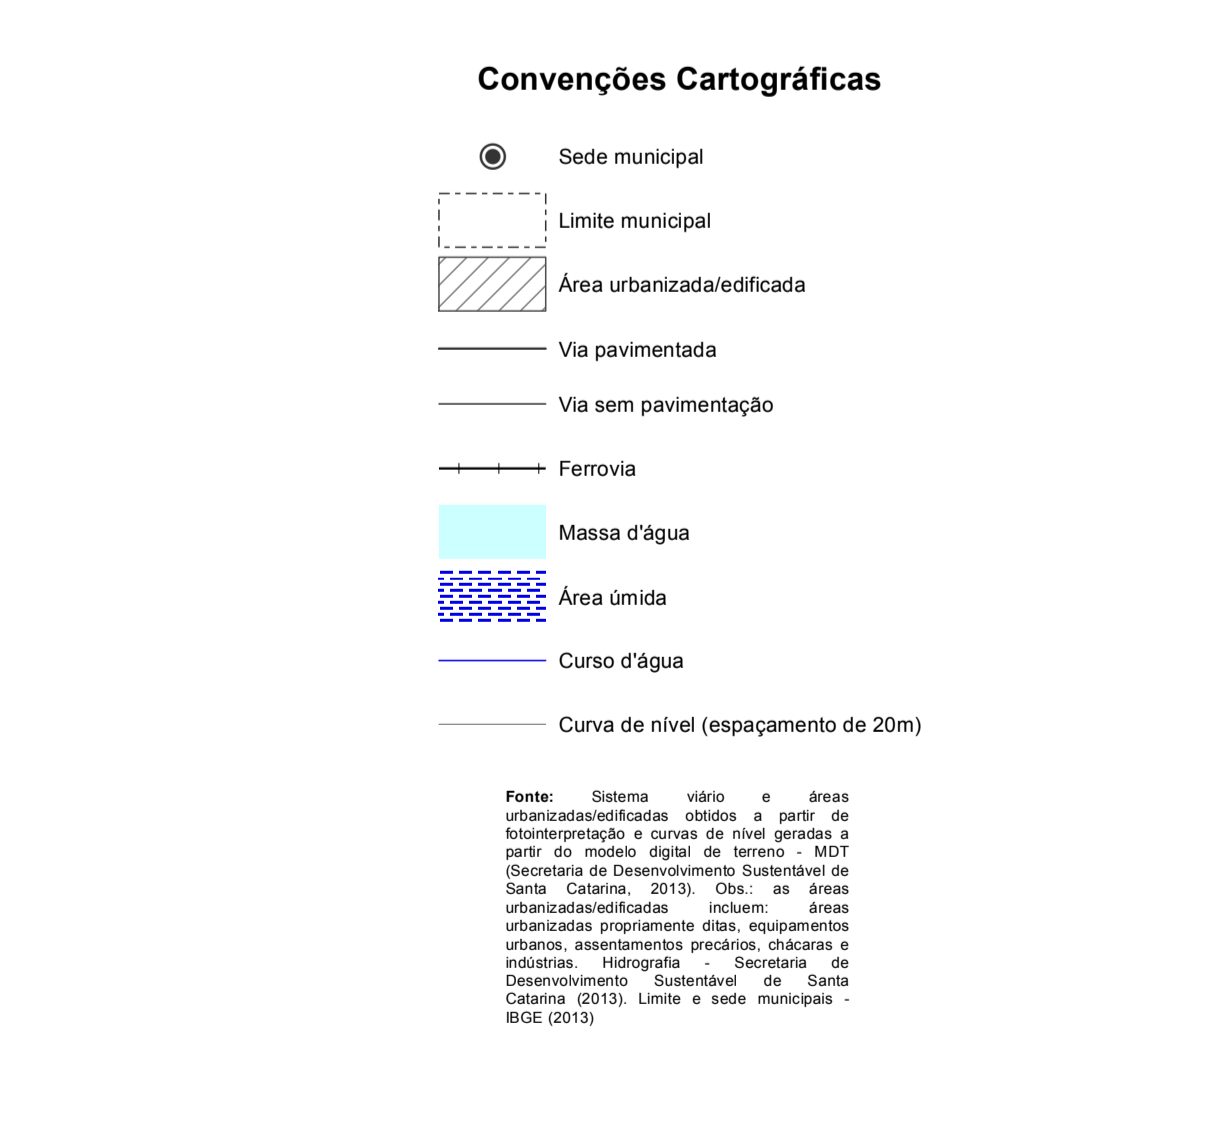 Convenções Cartográficas
Sede municipal
Limite municipal
Área urbanizada/edificada
Via pavimentada
Via sem pavimentação
Ferrovia
Massa d'água
Área úmida
Curso d'água
Curva de nível (espaçamento de 20m)
Fonte: Sistema viário e áreas
urbanizadas/edificadas obtidos a partir de
fotointerpretação e curvas de nível geradas a
partir do modelo digital de terreno - MDT
(Secretaria de Desenvolvimento Sustentável de
Santa Catarina, 2013). Obs.: as áreas
urbanizadas/edificadas incluem: áreas
urbanizadas propriamente ditas, equipamentos
urbanos, assentamentos precários, chácaras e
indústrias. Hidrografia - Secretaria de
Desenvolvimento Sustentável de Santa
Catarina (2013). Limite e sede municipais -
IBGE (2013)